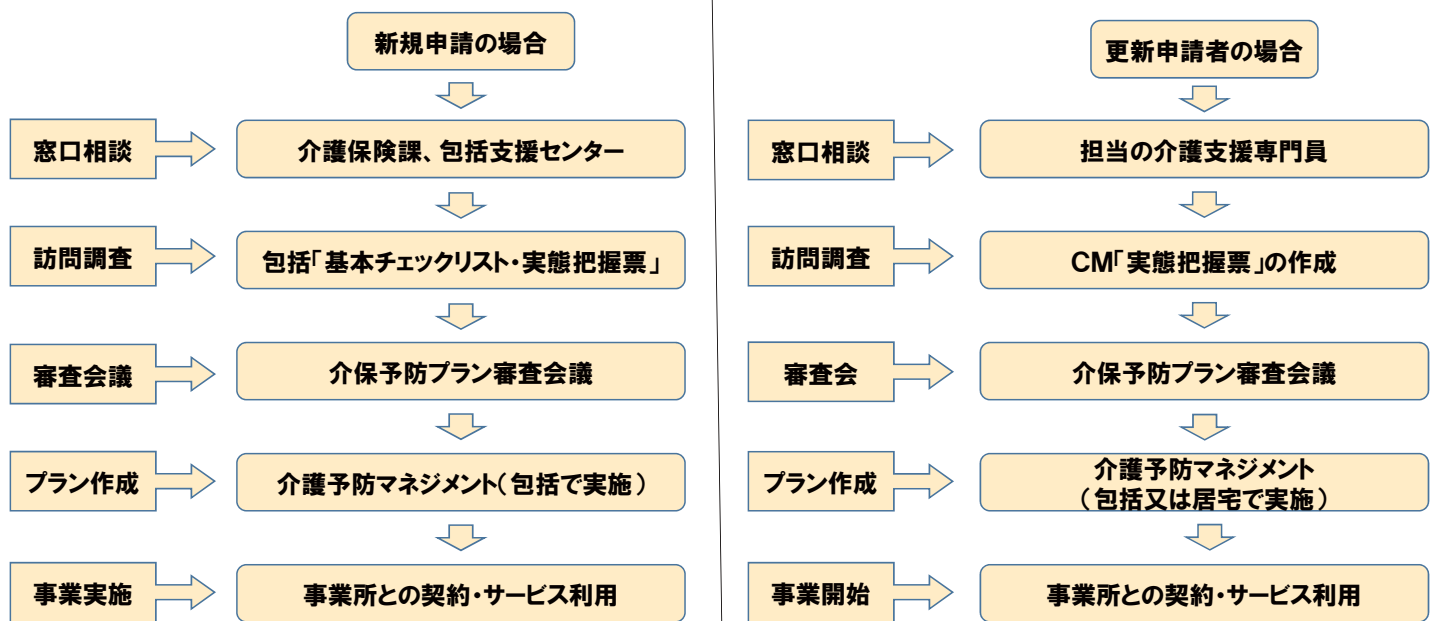 新規申請の場合
窓口相談
介護保険課、包括支援センター
訪問調査
包括「基本チェックリスト・実態把握票」
審査会議
介保予防プラン審査会議
プラン作成
介護予防マネジメント(包括で実施)
事業実施
事業所との契約・サービス利用
更新申請者の場合
窓口相談
担当の介護支援専門員
訪問調査
CM「実態把握票」の作成
審査会
介保予防プラン審査会議
プラン作成
介護予防マネジメント
(包括又は居宅で実施)
事業開始
事業所との契約・サービス利用